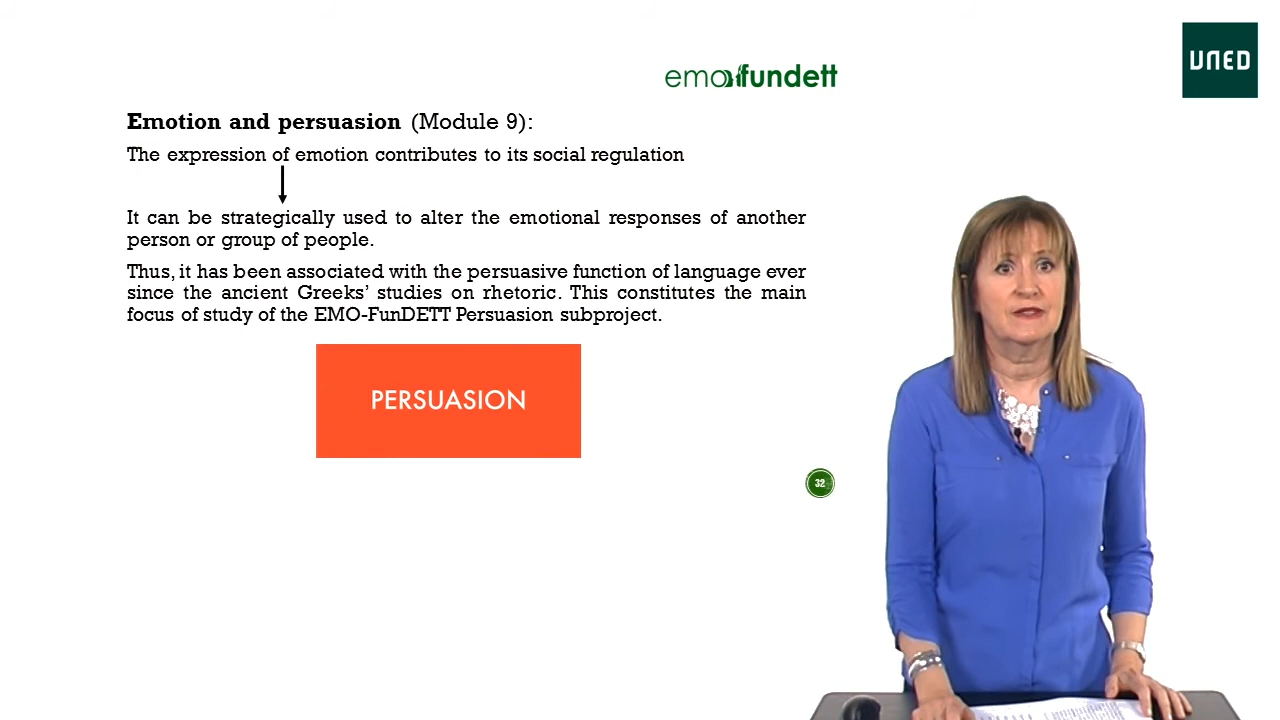 UNED
emofundett
Emotion and persuasion (Module 9):
The expression of emotion contributes to its social regulation
It can be strategically used to alter the emotional responses of another
person or group of people.
Thus, it has been associated with the persuasive function of language ever
since the ancient Greeks' studies on rhetoric. This constitutes the main
focus of study of the EMO-FunDETT Persuasion subproject.
PERSUASION
32